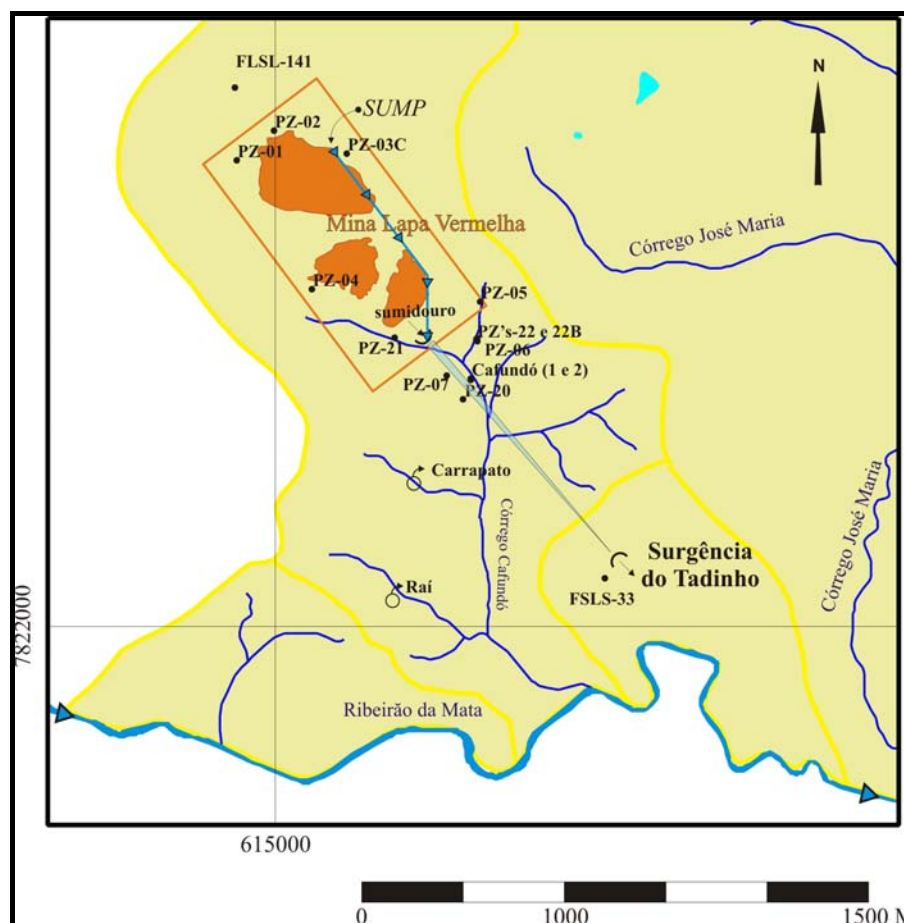 FLSL-141
N
SUMP
PZ-02
PZ-01
PZ-03C
Mina Lapa Vermelha
Córrego José Maria
PZ-04
PZ-05
sumidouro
PZ-21
PZ's-22 e 22B
PZ-06
PZ-07
Cafundó (1 e 2)
PZ-20
Carrapato
Córrego Cafundó
Córrego José Maria
Surgência
do Tadinho
FSLS-33
Raí
7822000
Ribeirão da Mata
615000
0
1000
1500 M